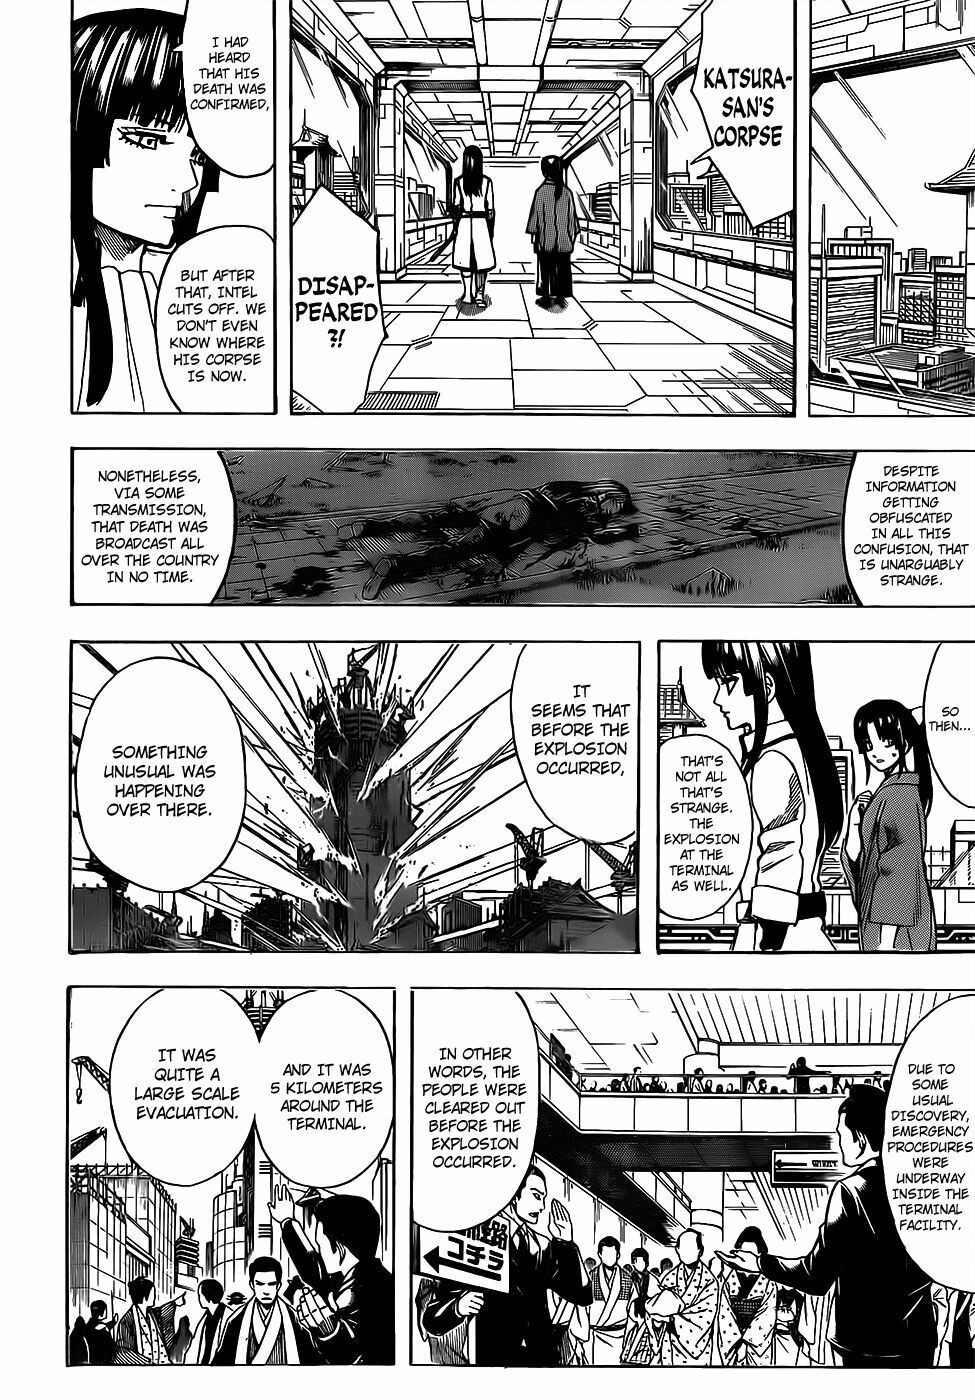 KATSURA-
SAN'S
CORPSE
DISAP-
PEARED
?!
I HAD
HEARD
THAT HIS
DEATH WAS
CONFIRMED,
BUT AFTER
THAT, INTEL
CUTS OFF. WE
DON'T EVEN
KNOW WHERE
HIS CORPSE
IS NOW.
DESPITE
INFORMATION
GETTING
OBFUSCATED
IN ALL THIS
CONFUSION, THAT
IS UNARGUABLY
STRANGE.
NONETHELESS,
VIA SOME
TRANSMISSION,
THAT DEATH WAS
BROADCAST ALL
OVER THE COUNTRY
IN NO TIME.
SO
THEN...
THAT'S
NOT ALL
THAT'S
STRANGE.
THE
EXPLOSION
AT THE
TERMINAL
AS WELL.
IT
SEEMS THAT
BEFORE THE
EXPLOSION
OCCURRED,
SOMETHING
UNUSUAL WAS
HAPPENING
OVER THERE.
DUE TO
SOME
USUAL
DISCOVERY,
EMERGENCY
PROCEDURES
WERE
UNDERWAY
INSIDE THE
TERMINAL
FACILITY.
IN OTHER
WORDS, THE
PEOPLE WERE
CLEARED OUT
BEFORE THE
EXPLOSION
OCCURRED.
コチラ
AND IT WAS
5 KILOMETERS
AROUND THE
TERMINAL.
IT WAS
QUITE A
LARGE SCALE
EVACUATION.